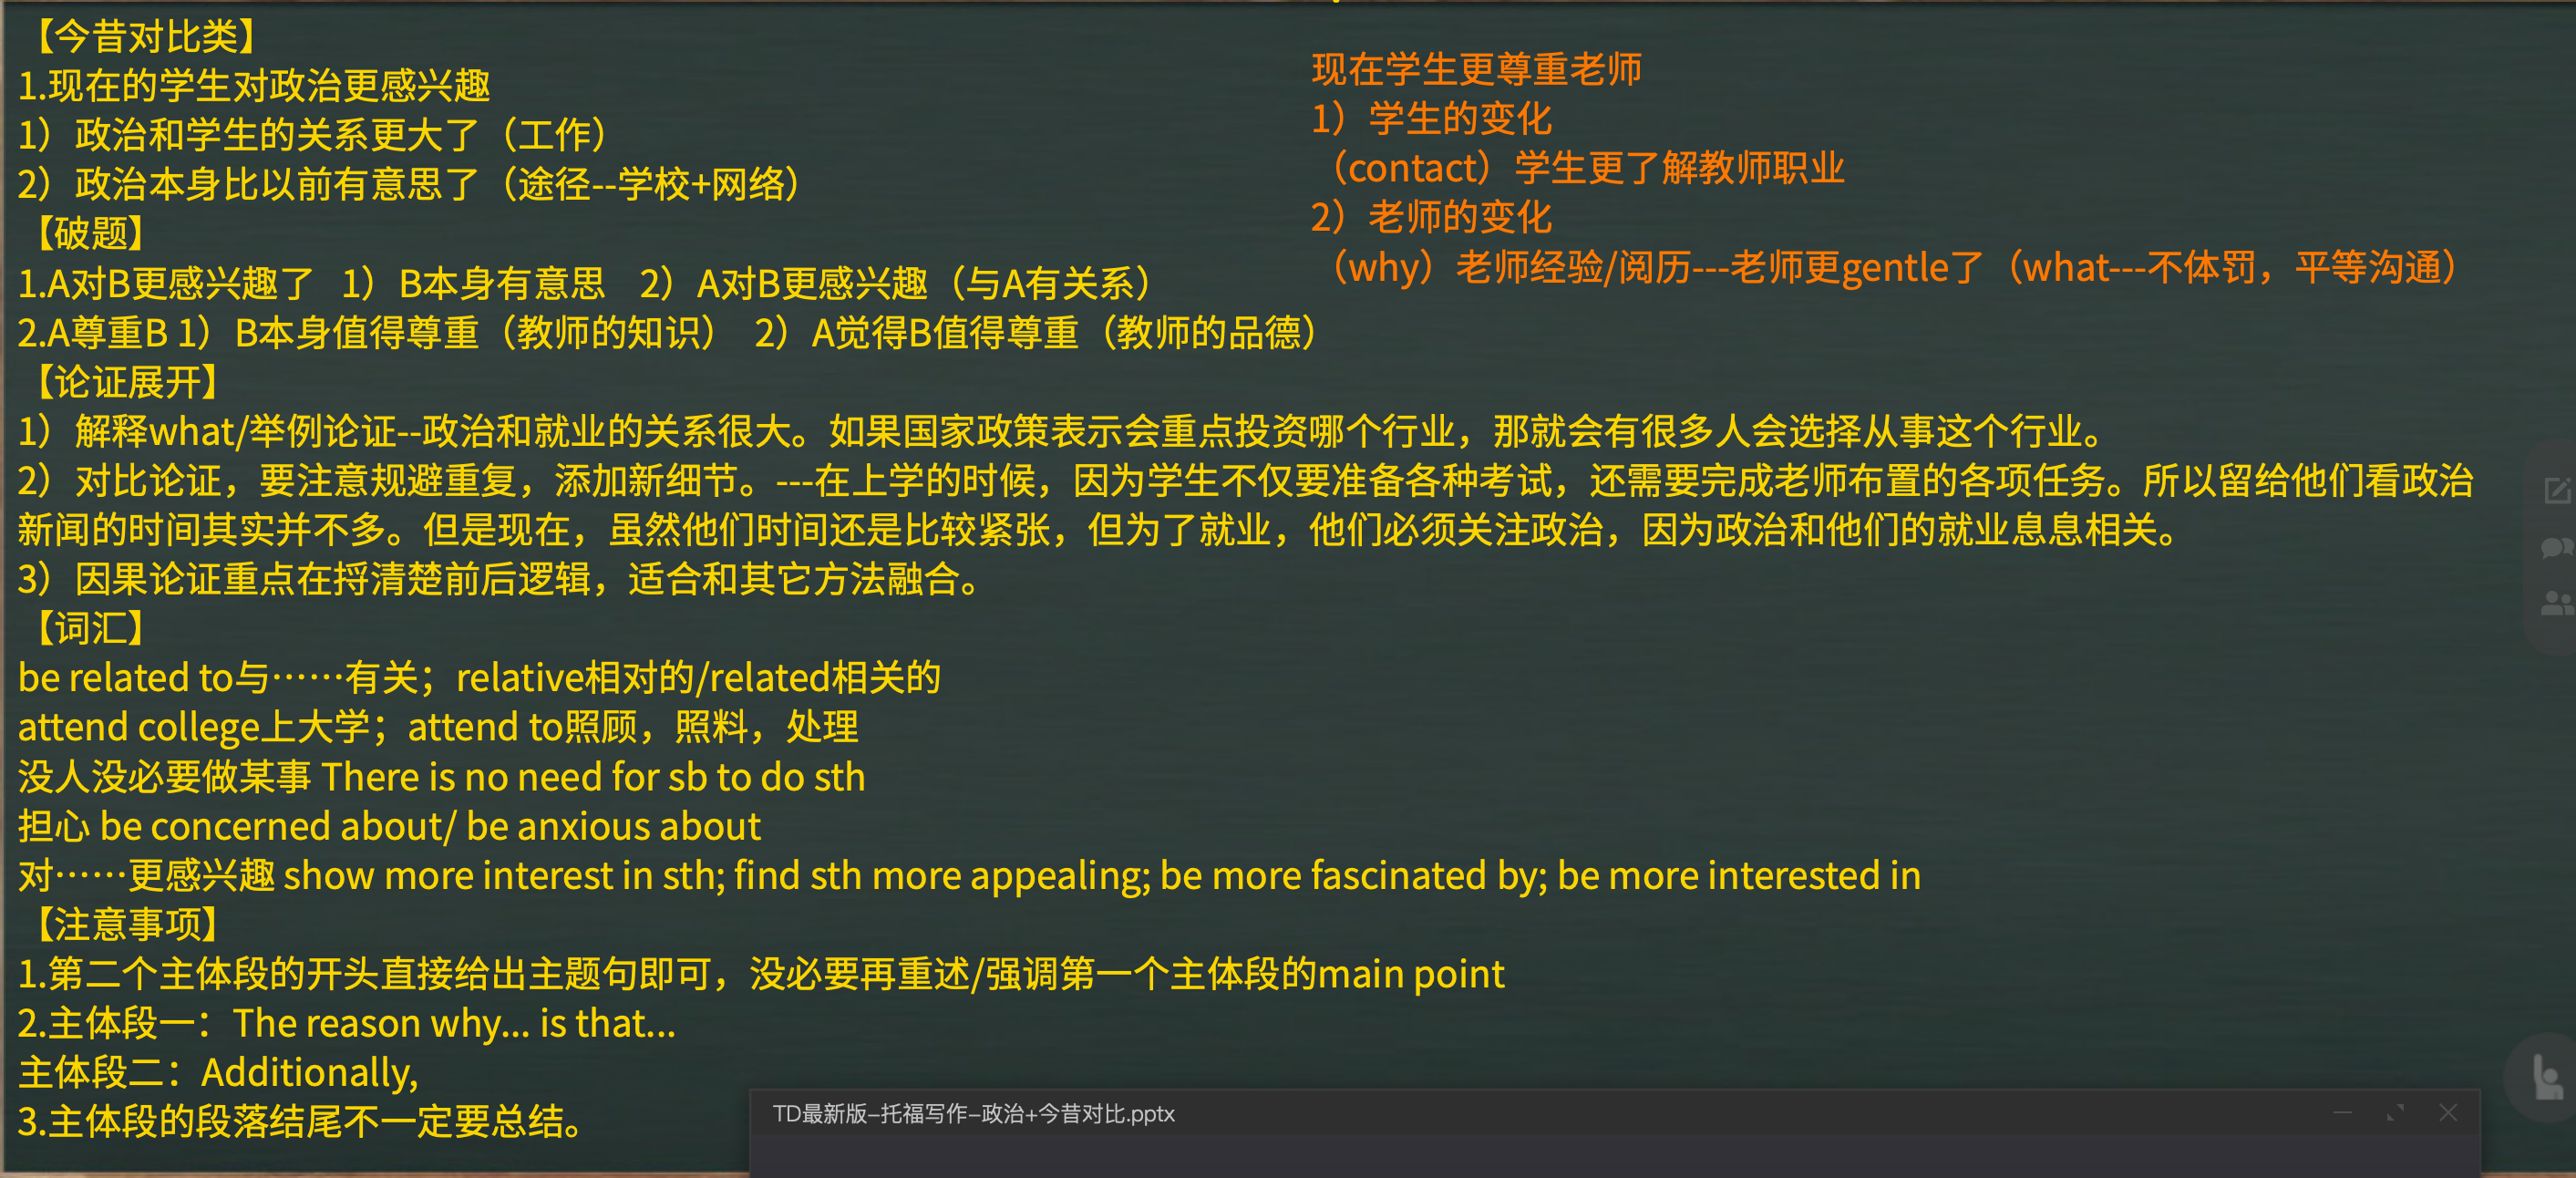 【今昔对比类】
1.现在的学生对政治更感兴趣
1）政治和学生的关系更大了（工作）
2）政治本身比以前有意思了（途径--学校+网络）
【破题】
1.A对B更感兴趣了 1）B本身有意思 2）A对B更感兴趣（与A有关系）
2.A尊重B 1）B本身值得尊重（教师的知识） 2）A觉得B值得尊重（教师的品德）
【论证展开】
1）解释what/举例论证--政治和就业的关系很大。如果国家政策表示会重点投资哪个行业，那就会有很多人会选择从事这个行业。
2）对比论证，要注意规避重复，添加新细节。---在上学的时候，因为学生不仅要准备各种考试，还需要完成老师布置的各项任务。所以留给他们看政治
新闻的时间其实并不多。但是现在，虽然他们时间还是比较紧张，但为了就业，他们必须关注政治，因为政治和他们的就业息息相关。
3）因果论证重点在捋清楚前后逻辑，适合和其它方法融合。
【词汇】
be related to与……有关；relative相对的/related相关的
attend college上大学；attend to照顾，照料，处理
没人没必要做某事 There is no need for sb to do sth
担心 be concerned about/ be anxious about
对……更感兴趣 show more interest in sth; find sth more appealing; be more fascinated by; be more interested in
【注意事项】
1.第二个主体段的开头直接给出主题句即可，没必要再重述/强调第一个主体段的main point
2.主体段一：The reason why... is that...
主体段二：Additionally,
3.主体段的段落结尾不一定要总结。
现在学生更尊重老师
1）学生的变化
（contact）学生更了解教师职业
2）老师的变化
（why）老师经验/阅历---老师更gentle了（what---不体罚，平等沟通）
TD最新版–托福写作–政治+今昔对比.pptx